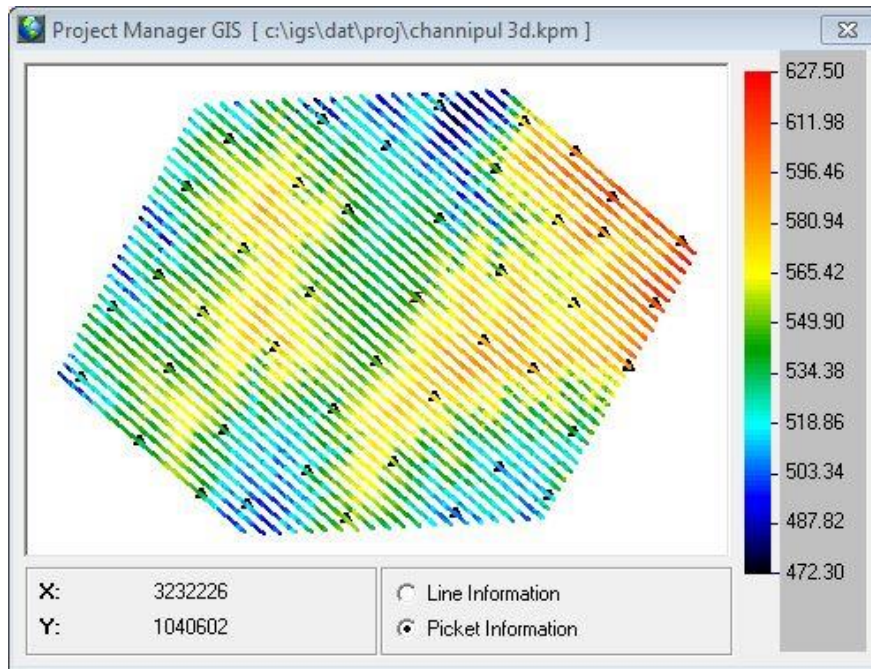 Project Manager GIS [ c:\igs\dat\proj\channipul 3d.kpm ]
627.50
611.98
596.46
580.94
565.42
549.90
534.38
518.86
503.34
487.82
472.30
X: 3232226
Y: 1040602
Line Information
Picket Information